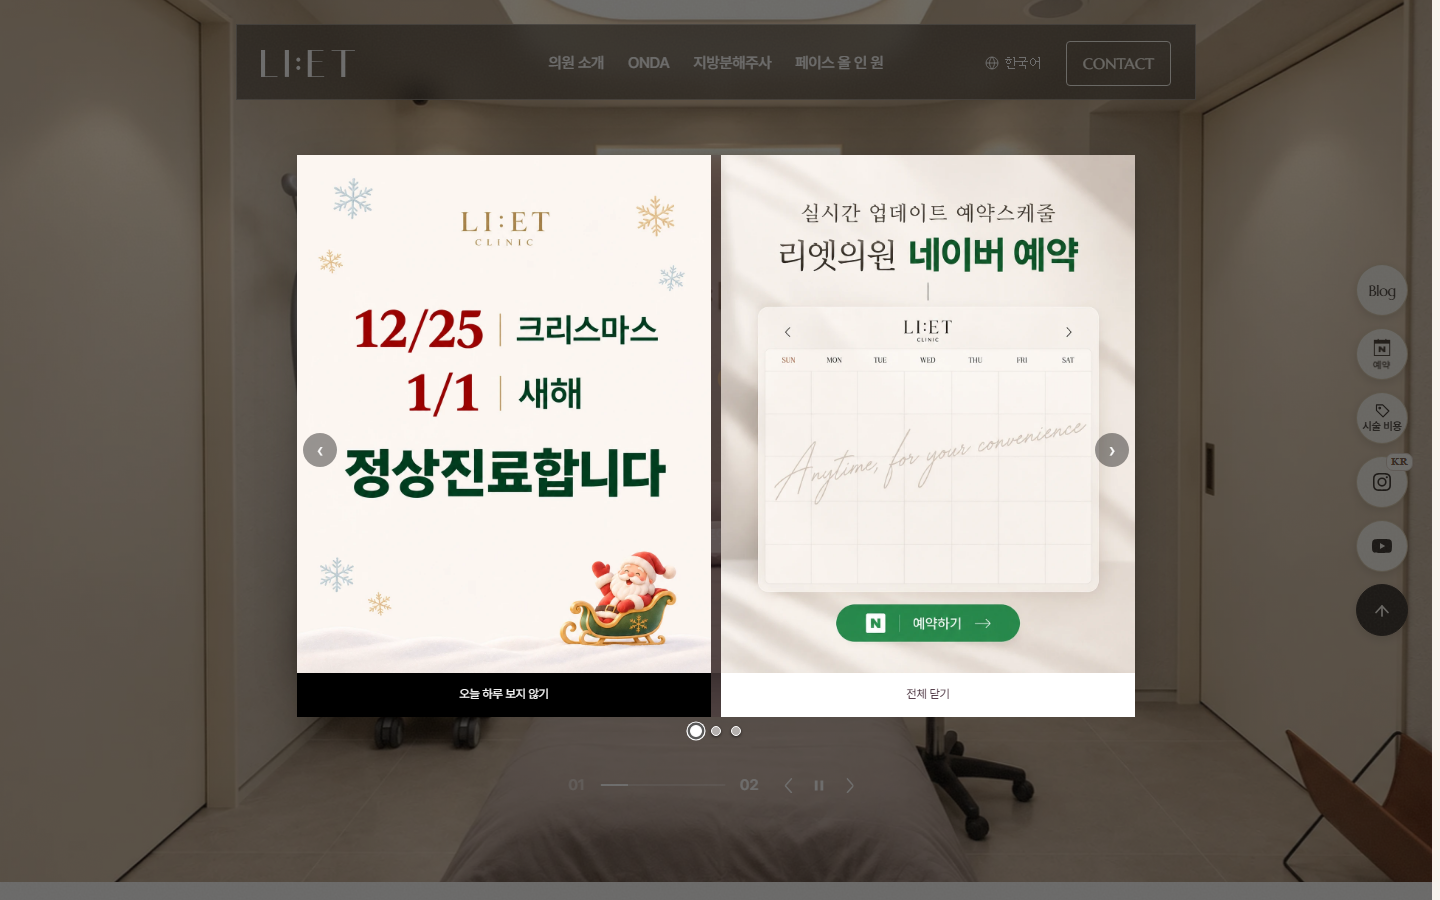 LI:ET
의원 소개
ONDA
지방분해주사
페이스 올 인 원
한국어
CONTACT
LI:ET
CLINIC
12/25 크리스마스
1/1 새해
정상진료합니다
오늘 하루 보지 않기
실시간 업데이트 예약스케줄
리엣의원 네이버 예약
LI:ET
CLINIC
SUN MON TUE WED THU FRI SAT
Anytime, for your convenience
N 예약하기
전체 닫기
Blog
N
예약
시술 비용
KR
01
02